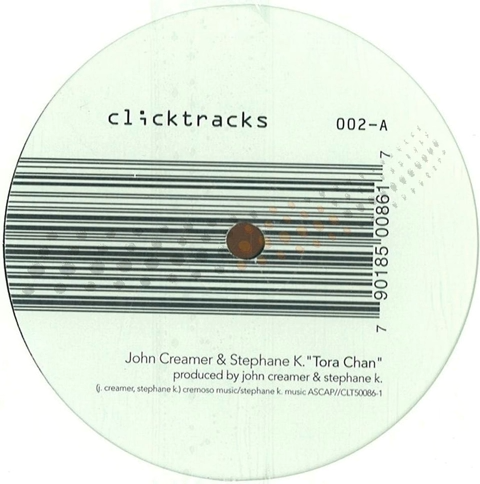 clicktracks
002-A
7 90185 00861 7
John Creamer & Stephane K. "Tora Chan"
produced by john creamer & stephane k.
(j. creamer, stephane k.) cremoso music/stephane k. music ASCAP//CLT50086-1